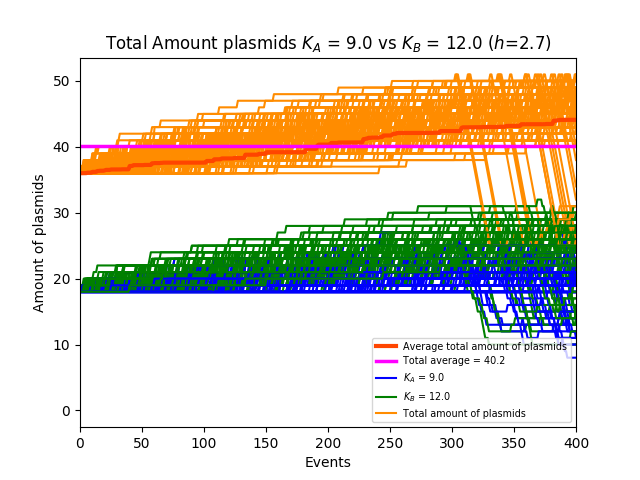 Total Amount plasmids K_A = 9.0 vs K_B = 12.0 (h=2.7)
Amount of plasmids
50
40
30
20
10
0
Average total amount of plasmids
Total average = 40.2
K_A = 9.0
K_B = 12.0
Total amount of plasmids
0 50 100 150 200 250 300 350 400
Events